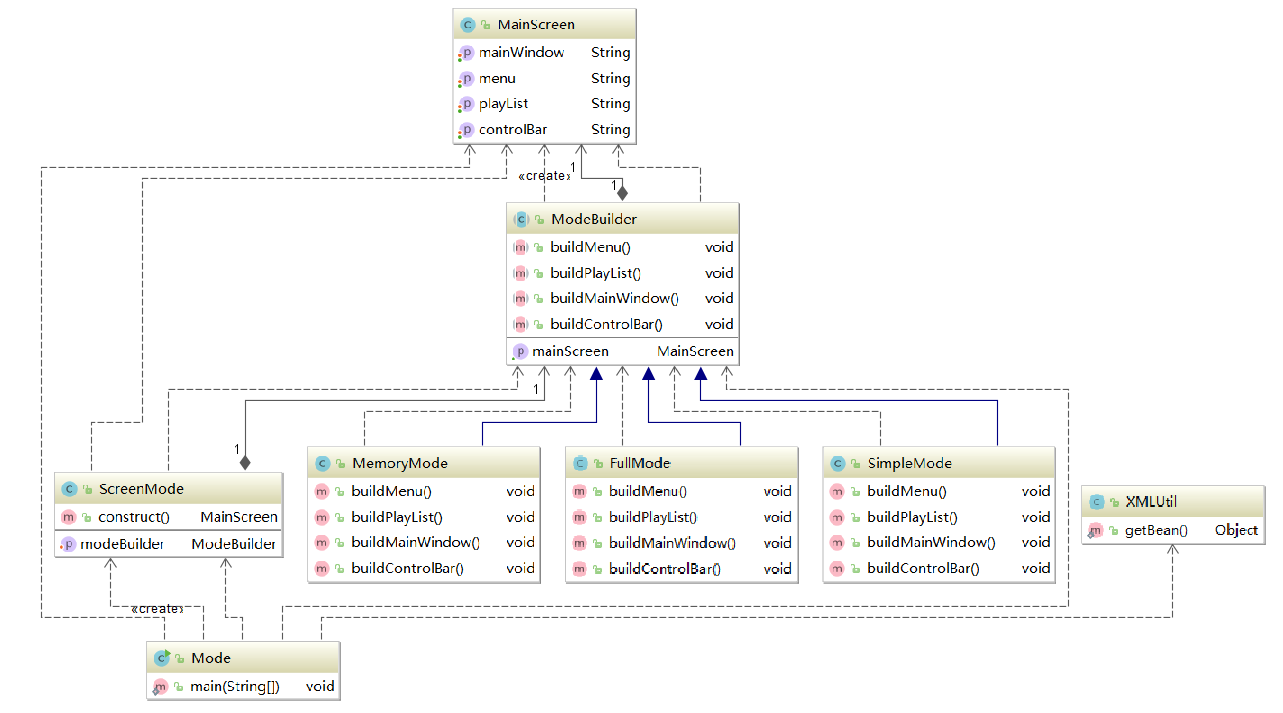 MainScreen
mainWindow String
menu String
playList String
controlBar String
«create»
1
1
ModeBuilder
buildMenu() void
buildPlayList() void
buildMainWindow() void
buildControlBar() void
mainScreen MainScreen
1
1
ScreenMode
construct() MainScreen
modeBuilder ModeBuilder
MemoryMode
buildMenu() void
buildPlayList() void
buildMainWindow() void
buildControlBar() void
FullMode
buildMenu() void
buildPlayList() void
buildMainWindow() void
buildControlBar() void
SimpleMode
buildMenu() void
buildPlayList() void
buildMainWindow() void
buildControlBar() void
XMLUtil
getBean() Object
«create»
Mode
main(String[]) void